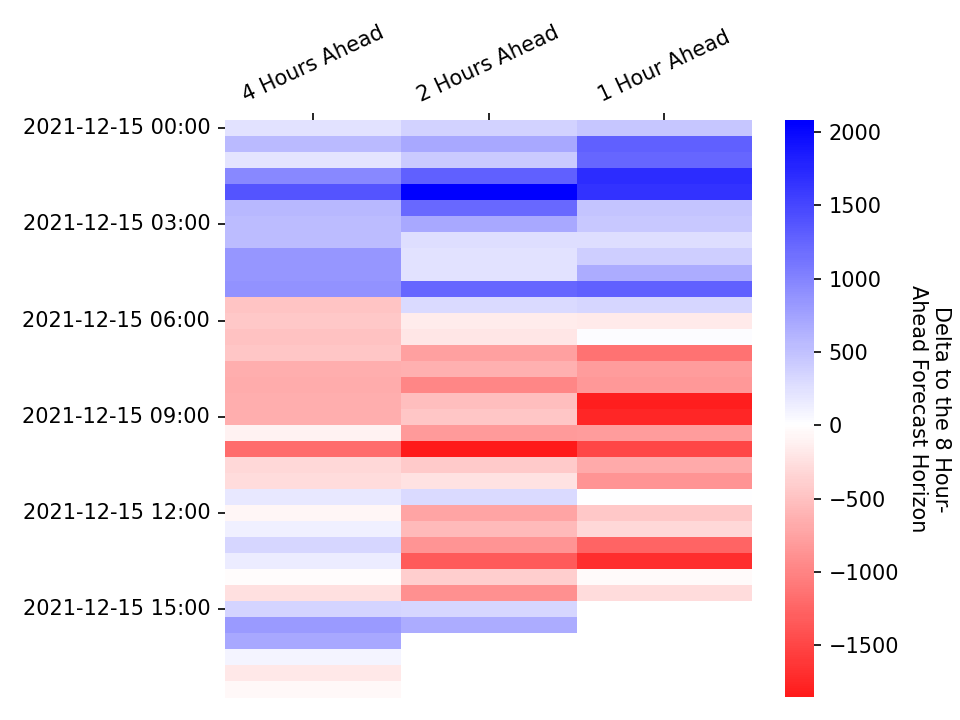 4 Hours Ahead
2 Hours Ahead
1 Hour Ahead
2021-12-15 00:00
2021-12-15 03:00
2021-12-15 06:00
2021-12-15 09:00
2021-12-15 12:00
2021-12-15 15:00
2000
1500
1000
500
0
−500
−1000
−1500
Delta to the 8 Hour-
Ahead Forecast Horizon